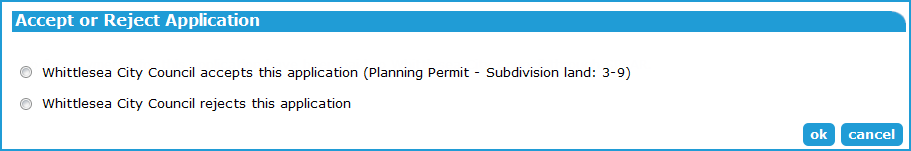 Accept or Reject Application
Whittlesea City Council accepts this application (Planning Permit - Subdivision land: 3-9)
Whittlesea City Council rejects this application
ok cancel